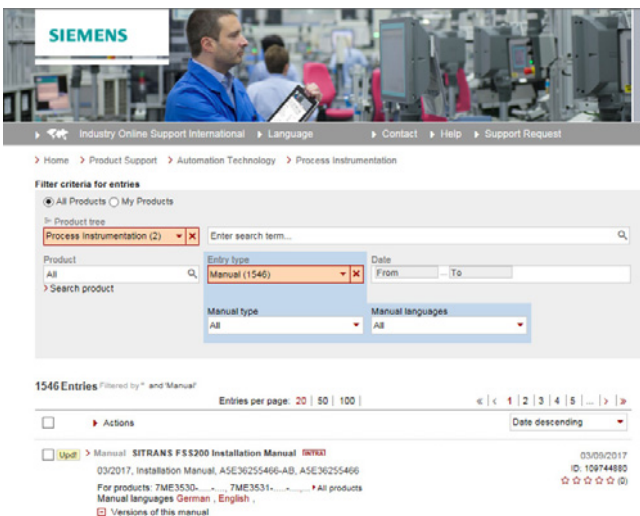 SIEMENS
Industry Online Support International Language Contact Help Support Request
Home Product Support Automation Technology Process Instrumentation
Filter criteria for entries
All Products My Products
Product tree
Process Instrumentation (2) Enter search term...
Product Entry type Date
All Manual (1546) From ... To
Search product
Manual type Manual languages
All All
1546 Entries Filtered by '' and 'Manual'
Entries per page: 20 | 50 | 100 | « | < 1 | 2 | 3 | 4 | 5 | ... | > | »
Actions Date descending
Upd! > Manual SITRANS FSS200 Installation Manual INTRA 03/09/2017
03/2017, Installation Manual, A5E36255466-AB, A5E36255466 ID: 109744880
For products: 7ME3530-.....-...., 7ME3531-.....-...., ... All products (0)
Manual languages German , English ,
Versions of this manual